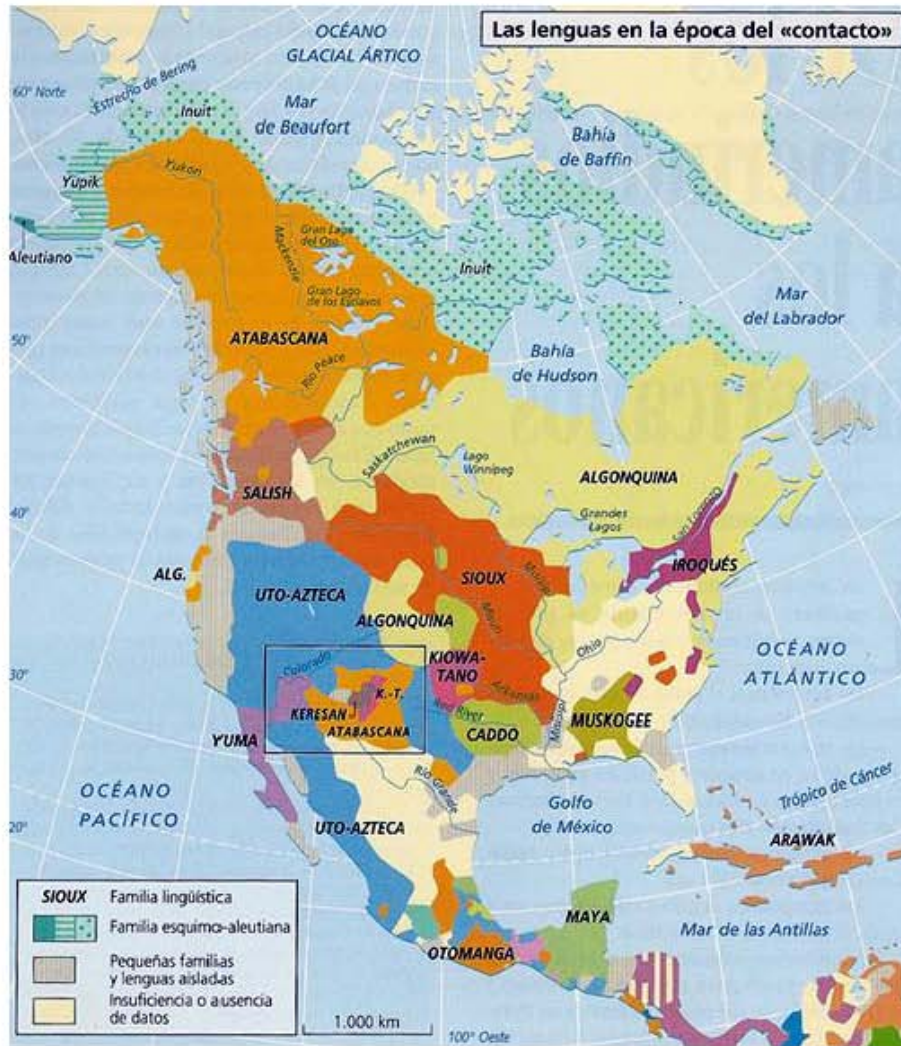 Las lenguas en la época del «contacto»
OCÉANO
GLACIAL ÁRTICO
60° Norte
Estrecho de Bering
Inuit
Mar
de Beaufort
Bahía
de Baffin
Yupik
Yukon
Aleutiano
Mackenzie
Gran Lago
del Oso
Inuit
Gran Lago
de los Esclavos
Mar
del Labrador
50°
ATABASCANA
Río Peace
Bahía
de Hudson
Saskatchewan
Lago
Winnipeg
ALGONQUINA
SALISH
40°
Grandes
Lagos
San Lorenzo
IROQUÉS
ALG.
UTO-AZTECA
SIOUX
Misisipi
ALGONQUINA
Misuri
Ohio
OCÉANO
ATLÁNTICO
30°
Colorado
KIOWA-
TANO
K.-T.
Arkansas
KERESAN
ATABASCANA
Red River
CADDO
Misisipi
MUSKOGEE
YUMA
OCÉANO
PACÍFICO
Río Grande
Golfo
de México
Trópico de Cáncer
20°
UTO-AZTECA
ARAWAK
MAYA
Mar de las Antillas
OTOMANGA
SIOUX Familia lingüística
Familia esquimo-aleutiana
Pequeñas familias
y lenguas aisladas
Insuficiencia o ausencia
de datos
1.000 km
100° Oeste